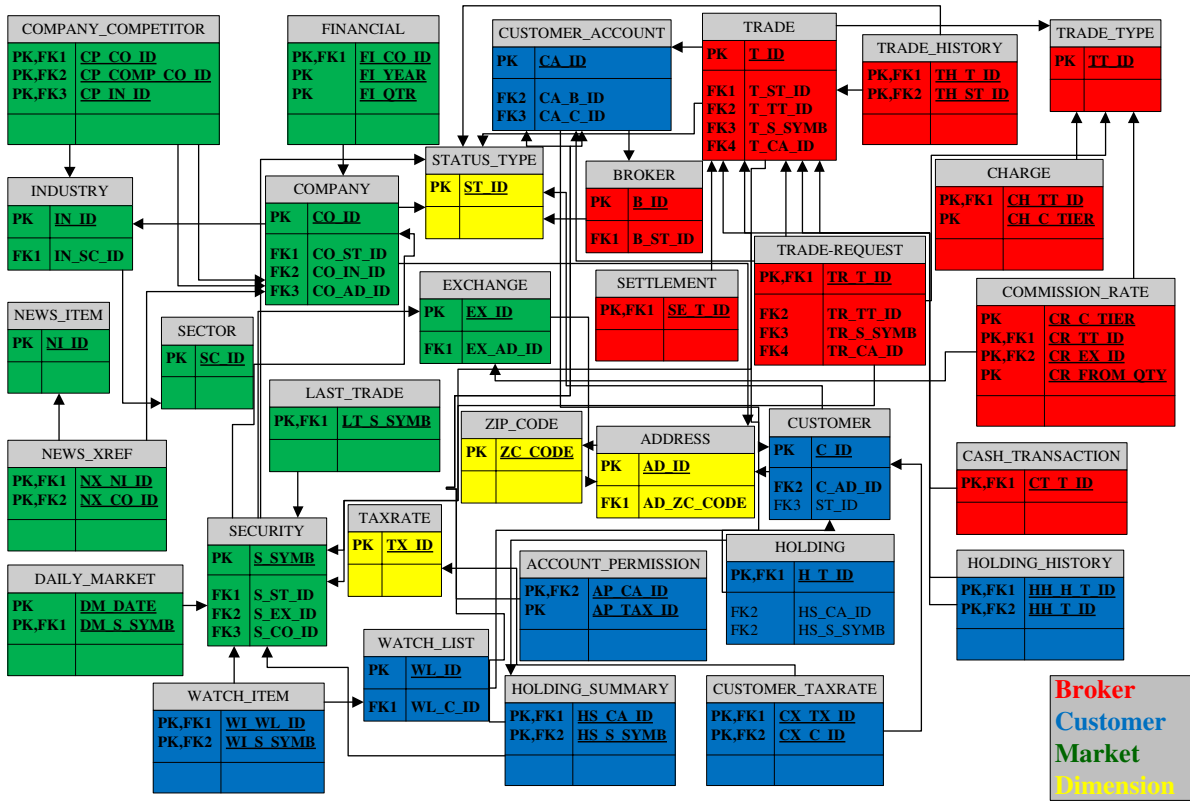 COMPANY_COMPETITOR
PK,FK1 CP_CO_ID
PK,FK2 CP_COMP_CO_ID
PK,FK3 CP_IN_ID
FINANCIAL
PK,FK1 FI_CO_ID
PK FI_YEAR
PK FI_QTR
CUSTOMER_ACCOUNT
PK CA_ID
FK2 CA_B_ID
FK3 CA_C_ID
TRADE
PK T_ID
FK1 T_ST_ID
FK2 T_TT_ID
FK3 T_S_SYMB
FK4 T_CA_ID
TRADE_HISTORY
PK,FK1 TH_T_ID
PK,FK2 TH_ST_ID
TRADE_TYPE
PK TT_ID
INDUSTRY
PK IN_ID
FK1 IN_SC_ID
COMPANY
PK CO_ID
FK1 CO_ST_ID
FK2 CO_IN_ID
FK3 CO_AD_ID
STATUS_TYPE
PK ST_ID
BROKER
PK B_ID
FK1 B_ST_ID
CHARGE
PK,FK1 CH_TT_ID
PK CH_C_TIER
TRADE-REQUEST
PK,FK1 TR_T_ID
FK2 TR_TT_ID
FK3 TR_S_SYMB
FK4 TR_CA_ID
SETTLEMENT
PK,FK1 SE_T_ID
EXCHANGE
PK EX_ID
FK1 EX_AD_ID
COMMISSION_RATE
PK CR_C_TIER
PK,FK1 CR_TT_ID
PK,FK2 CR_EX_ID
PK CR_FROM_QTY
NEWS_ITEM
PK NI_ID
SECTOR
PK SC_ID
LAST_TRADE
PK,FK1 LT_S_SYMB
ZIP_CODE
PK ZC_CODE
ADDRESS
PK AD_ID
FK1 AD_ZC_CODE
CUSTOMER
PK C_ID
FK2 C_AD_ID
FK3 ST_ID
NEWS_XREF
PK,FK1 NX_NI_ID
PK,FK2 NX_CO_ID
CASH_TRANSACTION
PK,FK1 CT_T_ID
SECURITY
PK S_SYMB
FK1 S_ST_ID
FK2 S_EX_ID
FK3 S_CO_ID
TAXRATE
PK TX_ID
ACCOUNT_PERMISSION
PK,FK2 AP_CA_ID
PK AP_TAX_ID
HOLDING
PK,FK1 H_T_ID
FK2 HS_CA_ID
FK2 HS_S_SYMB
HOLDING_HISTORY
PK,FK1 HH_H_T_ID
PK,FK2 HH_T_ID
DAILY_MARKET
PK DM_DATE
PK,FK1 DM_S_SYMB
WATCH_LIST
PK WL_ID
FK1 WL_C_ID
WATCH_ITEM
PK,FK1 WI_WL_ID
PK,FK2 WI_S_SYMB
HOLDING_SUMMARY
PK,FK1 HS_CA_ID
PK,FK2 HS_S_SYMB
CUSTOMER_TAXRATE
PK,FK1 CX_TX_ID
PK,FK2 CX_C_ID
Broker
Customer
Market
Dimension